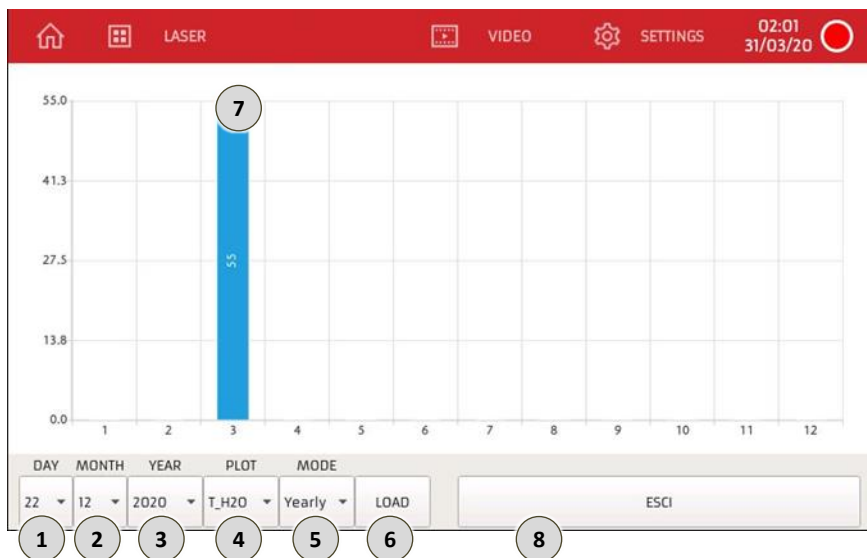 LASER VIDEO SETTINGS 02:01
31/03/20
55.0
7
41.3
27.5
55
13.8
0.0
1 2 3 4 5 6 7 8 9 10 11 12
DAY MONTH YEAR PLOT MODE
22 12 2020 T_H2O Yearly LOAD ESCI
1 2 3 4 5 6 8